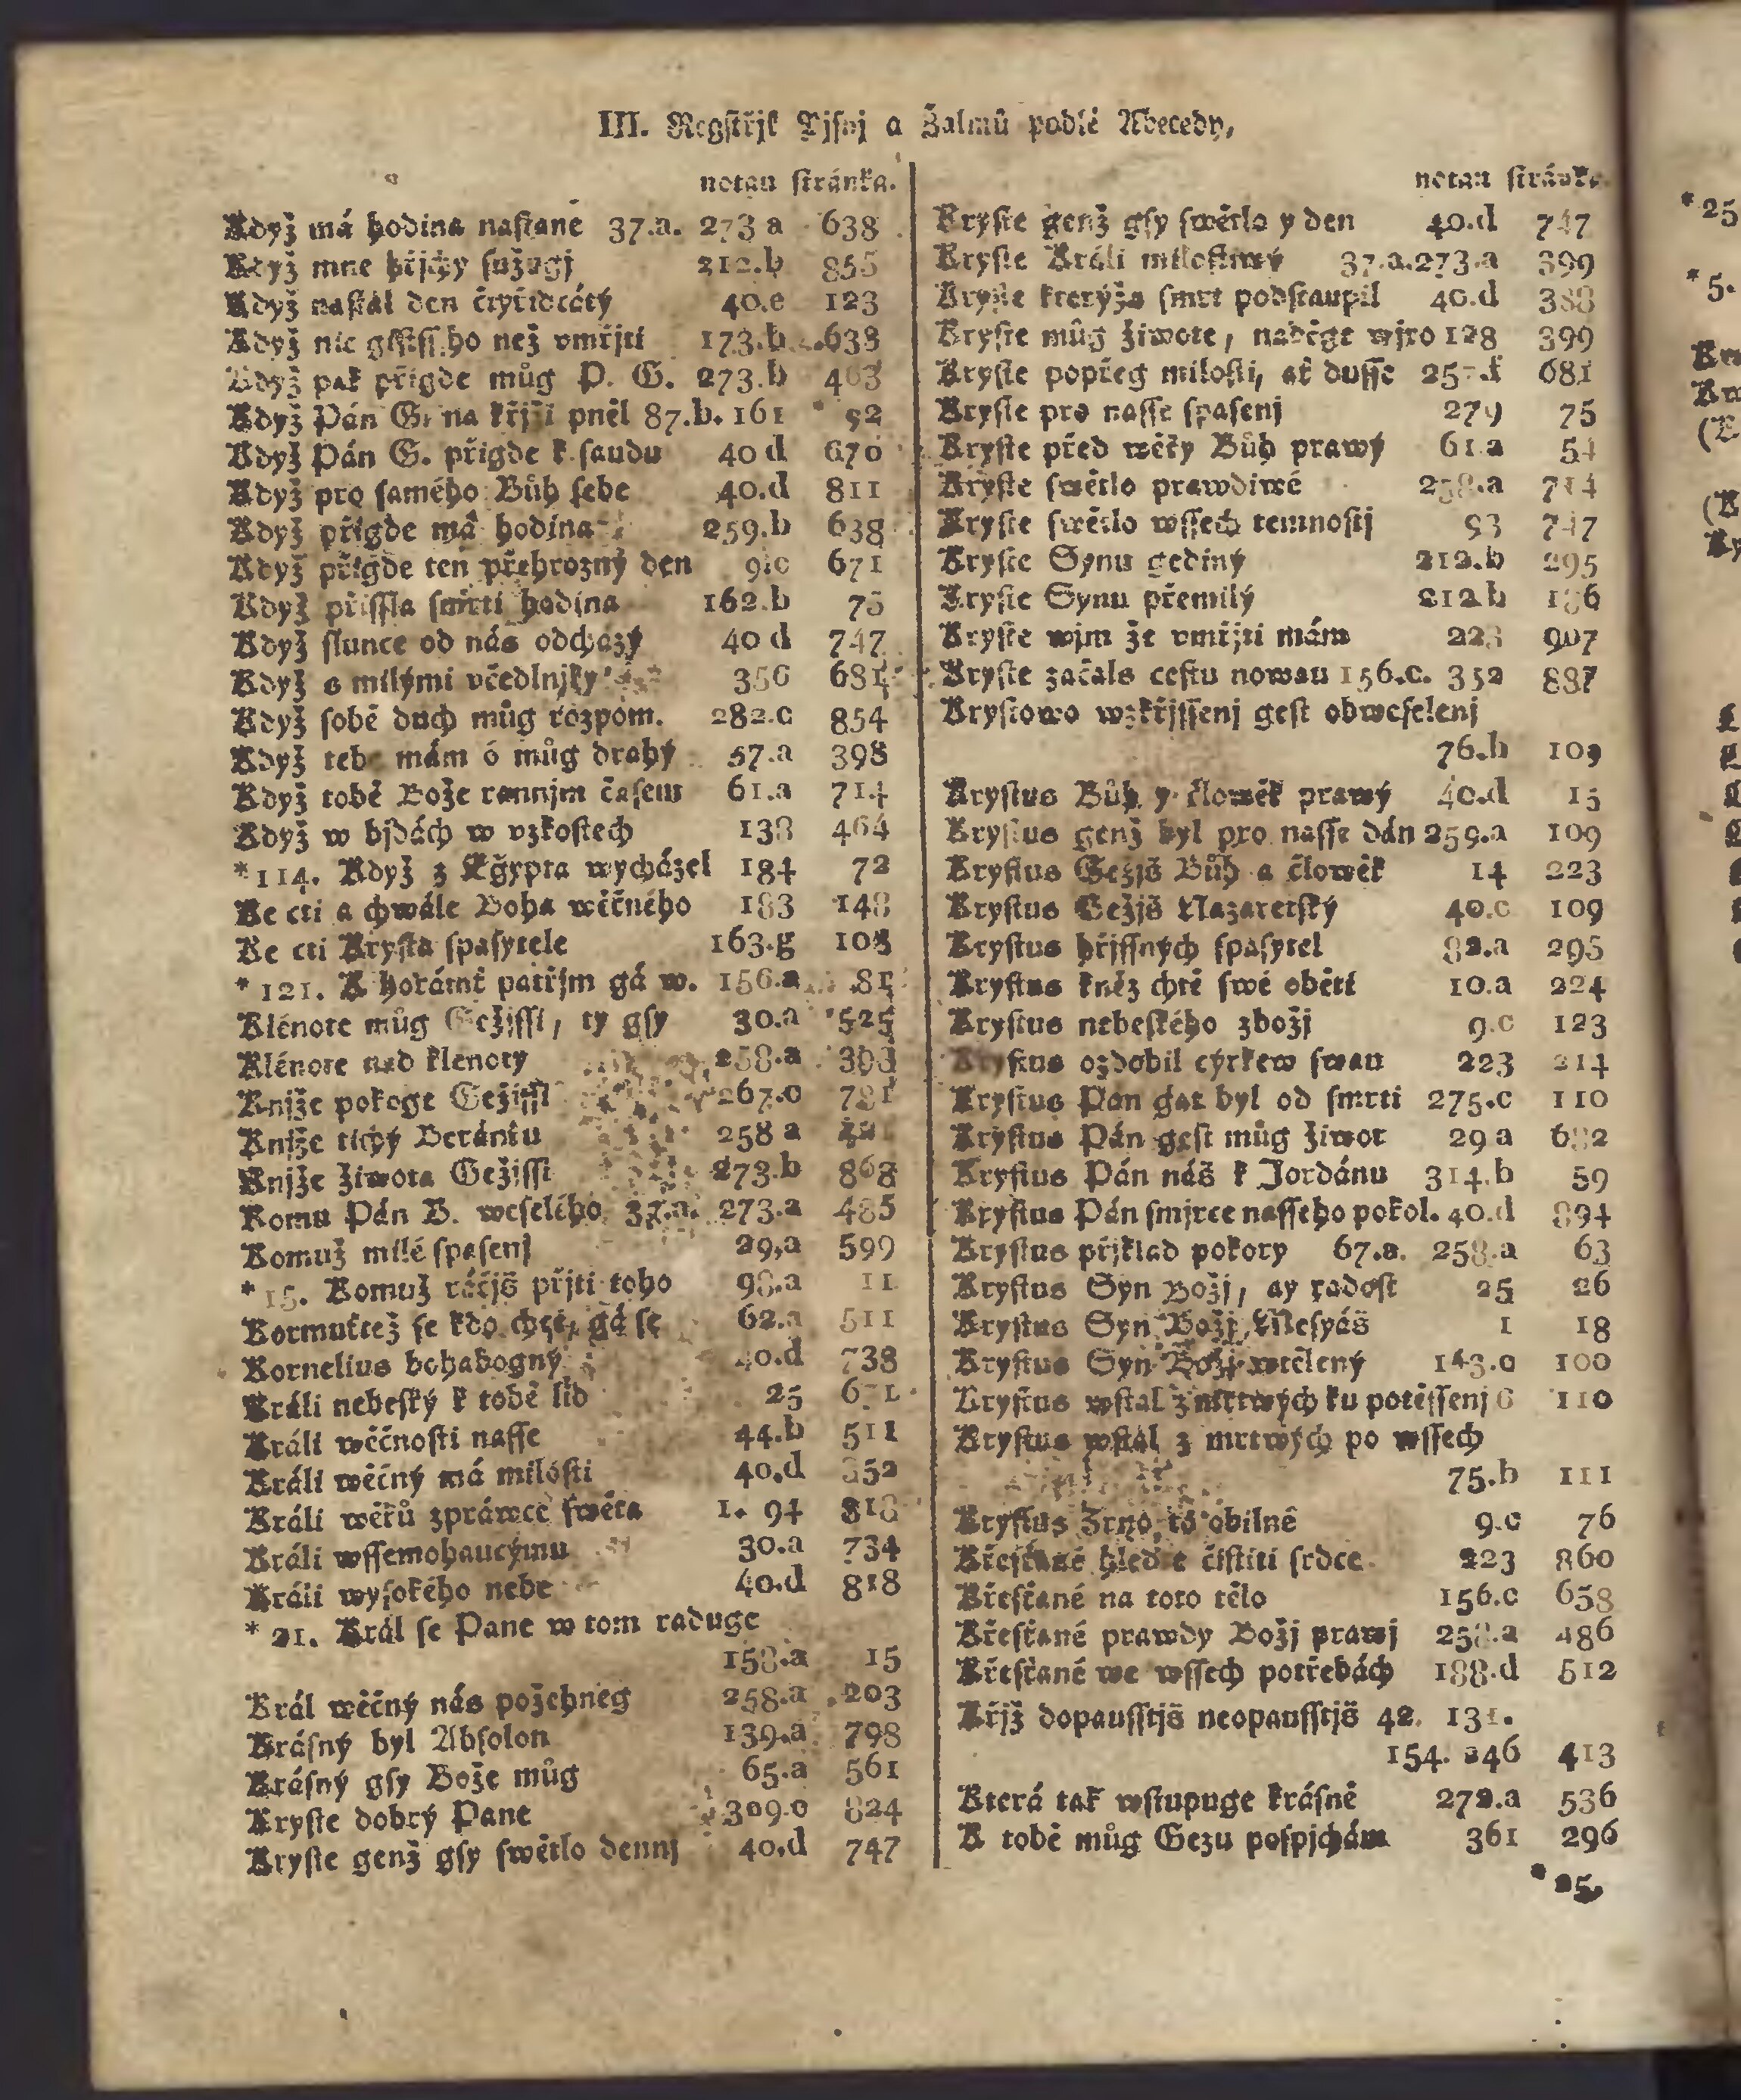 III. Regſtřjk Pjſnj a Žalmů podlé Abecedy,
notau ſtránka.
Když má hodina naſtane 37.a. 273 a 638
Když mne hřjchy ſužugj 212.b 855
Když naſtal den čtyřidcátý 40.e 123
Když nic giſtſſ.ho než vmřjti 173.b 638
Když pak přigde můg P. G. 273.b 463
Když Pán G. na křjži pněl 87.b. 161 92
Když Pán G. přigde k ſaudu 40 d 670
Když pro ſamého Bůh ſebe 40.d 811
Když přigde má hodina 259.b 638
Když přigde ten přehrozný den 9.c 671
Když přiſſla ſmrti hodina 162.b 75
Když ſlunce od nás odcházý 40 d 747
Když s milými včedlnjky 356 681
Když ſobě duch můg rozpom. 282.c 854
Když tebe mám ó můg drahý 57.a 398
Když tobě Bože rannjm čaſem 61.a 714
Když w bjdách w vzkoſtech 138 464
*114. Když z Egypta wycházel 184 72
Ke cti a chwále Boha wěčného 183 148
Ke cti Kryſta ſpaſytele 163.g 108
* 121. K horámť patřjm gá w. 156.a 81
Klénote můg Gežiſſi, ty gſy 30.a 525
Klénote nad klenoty 258.a 303
Knjže pokoge Gežiſſi 267.c 781
Knjže tichý Beránku 258 a
Knjže žiwota Gežiſſi 273.b 868
Komu Pán B. weſelého 37.a. 273.a 485
Komuž milé ſpaſenj 29,a 599
* 15. Komuž ráčjš přjti toho 98.a 11
Kormutež ſe kdo chce, gá ſe 62.a 511
Kornelius bohabogný 40.d 738
Králi nebeſký k tobě lid 25 671
Králi wěčnoſti naſſe 44.b 511
Králi wěčný má miloſti 40.d 352
Králi wěků zpráwce ſwěta 1. 94 818
Králi wſſemohaucýmu 30.a 734
Králi wyſokého nebe 40.d 818
* 21. Král ſe Pane w tom raduge
158.a 15
Král wěčný nás požehneg 258.a 203
Kráſný byl Abſolon 139.a 798
Kráſný gſy Bože můg 65.a 561
Kryſte dobrý Pane 309.c 824
Kryſte genž gſy ſwětlo dennj 40.d 747
notau ſtránka.
Kryſte genž gſy ſwětlo y den 40.d 747
Kryſte Králi miloſtiwý 37.a.273.a 399
Kryſte kterýžs ſmrt podſtaupil 40.d 388
Kryſte můg žiwote, naděge wjro 128 399
Kryſte popřeg miloſti, ať duſſe 257.f 681
Kryſte pro naſſe ſpaſenj 279 75
Kryſte před wěky Bůh prawý 61.a 54
Kryſte ſwětlo prawdiwé 258.a 714
Kryſte ſwětlo wſſech temnoſtj 93 747
Kryſte Synu gediný 212.b 295
Kryſte Synu přemilý 212.b 186
Kryſte wjm že vmřjti mám 223 907
Kryſte začals ceſtu nowau 156.c. 352 887
Kryſtowo wzkřjſſenj geſt obweſelenj
76.b 109
Kryſtus Bůh y člowěk prawý 40.d 15
Kryſtus genž byl pro naſſe dán 259.a 109
Kryſtus Gežjš Bůh a člowěk 14 223
Kryſtus Gežjš Nazaretſký 40.c 109
Kryſtus hřjſſných ſpaſytel 82.a 295
Kryſtus kněz chtě ſwé oběti 10.a 224
Kryſtus nebeſkého zbožj 9.c 123
Kryſtus ozdobil cýrkew ſwau 223 214
Kryſtus Pán gat byl od ſmrti 275.c 110
Kryſtus Pán geſt můg žiwot 29 a 682
Kryſtus Pán náš k Jordánu 314.b 59
Kryſtus Pán ſmjrce naſſeho pokol. 40.d 894
Kryſtus přjklad pokory 67.a. 258.a 63
Kryſtus Syn Božj, ay radoſt 25 26
Kryſtus Syn Božj, Meſyáš 1 18
Kryſtus Syn Božj wtělený 143.c 100
Kryſtus wſtal z mrtwých ku potěſſenj 6 110
Kryſtus wſtal z mrtwých po wſſech
75.b 111
Kryſtus Zrno to obilné 9.c 76
Křeſťané hleďte čiſtiti ſrdce 223 860
Křeſťané na toto tělo 156.c 658
Křeſťané prawdy Božj prawj 258.a 486
Křeſťané we wſſech potřebách 188.d 512
Křjž dopauſſtjš neopauſſtjš 42. 131.
154. 246 413
Která tak wſtupuge kráſně 272.a 536
K tobě můg Gezu poſpjchám 361 296
* 25.